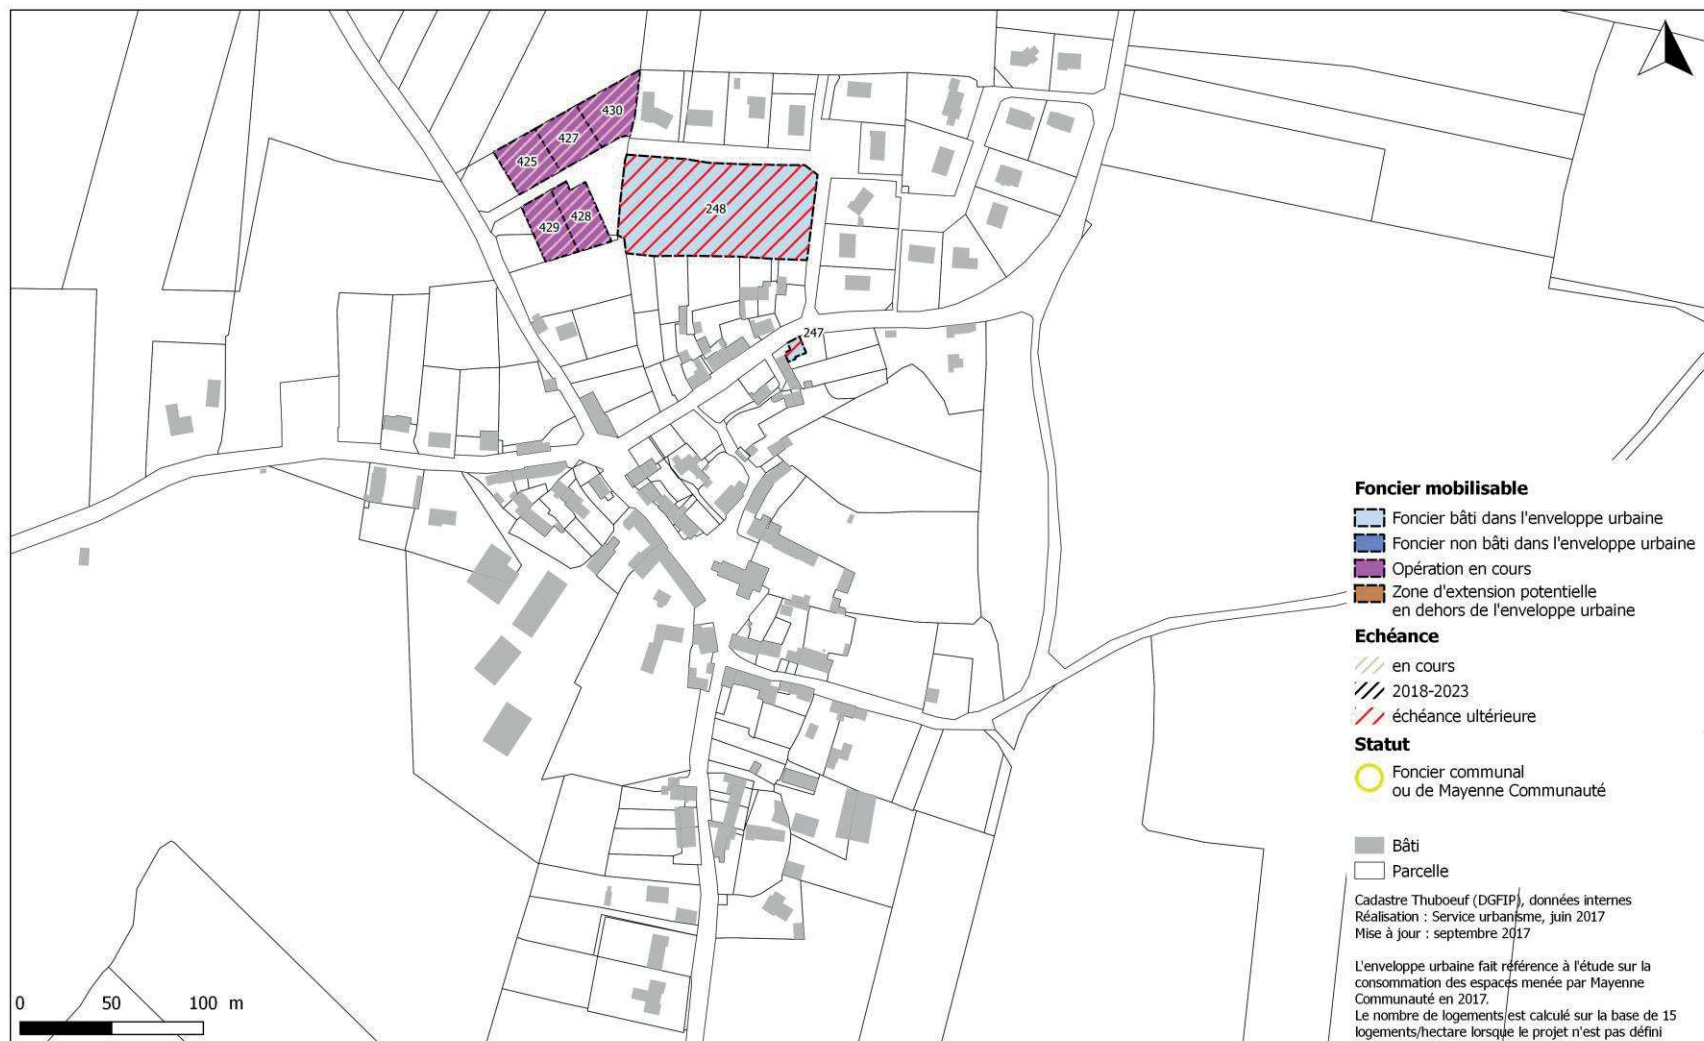 430
427
425
248
428
429
247
Foncier mobilisable
Foncier bâti dans l'enveloppe urbaine
Foncier non bâti dans l'enveloppe urbaine
Opération en cours
Zone d'extension potentielle
en dehors de l'enveloppe urbaine
Echéance
en cours
2018-2023
échéance ultérieure
Statut
Foncier communal
ou de Mayenne Communauté
Bâti
Parcelle
Cadastre Thuboeuf (DGFIP), données internes
Réalisation : Service urbanisme, juin 2017
Mise à jour : septembre 2017
L'enveloppe urbaine fait référence à l'étude sur la
consommation des espaces menée par Mayenne
Communauté en 2017.
Le nombre de logements est calculé sur la base de 15
logements/hectare lorsque le projet n'est pas défini
0 50 100 m